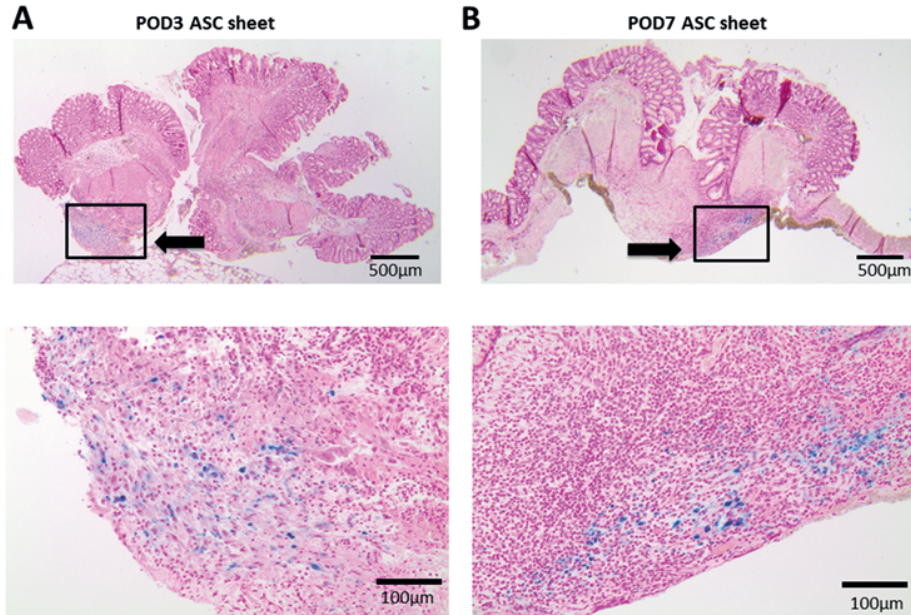 A
POD3 ASC sheet
B
POD7 ASC sheet
500μm
500μm
100μm
100μm